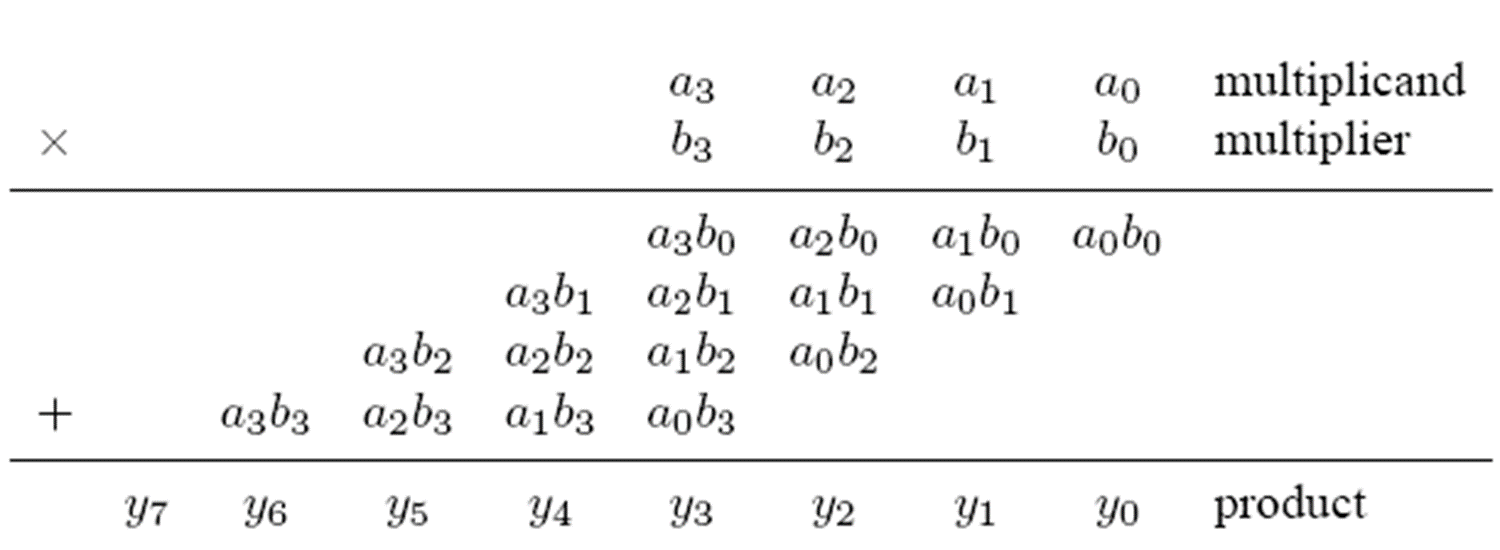 a₃ a₂ a₁ a₀ multiplicand
× b₃ b₂ b₁ b₀ multiplier
a₃b₀ a₂b₀ a₁b₀ a₀b₀
a₃b₁ a₂b₁ a₁b₁ a₀b₁
a₃b₂ a₂b₂ a₁b₂ a₀b₂
+ a₃b₃ a₂b₃ a₁b₃ a₀b₃
y₇ y₆ y₅ y₄ y₃ y₂ y₁ y₀ product